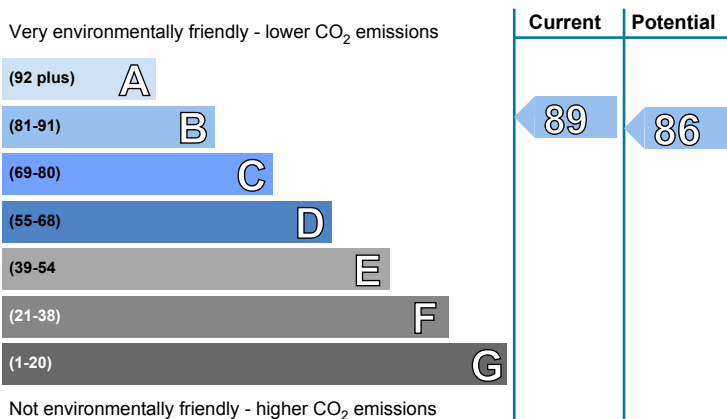 Very environmentally friendly - lower CO₂ emissions
Current Potential
(92 plus) A
(81-91) B
89 86
(69-80) C
(55-68) D
(39-54 E
(21-38) F
(1-20) G
Not environmentally friendly - higher CO₂ emissions